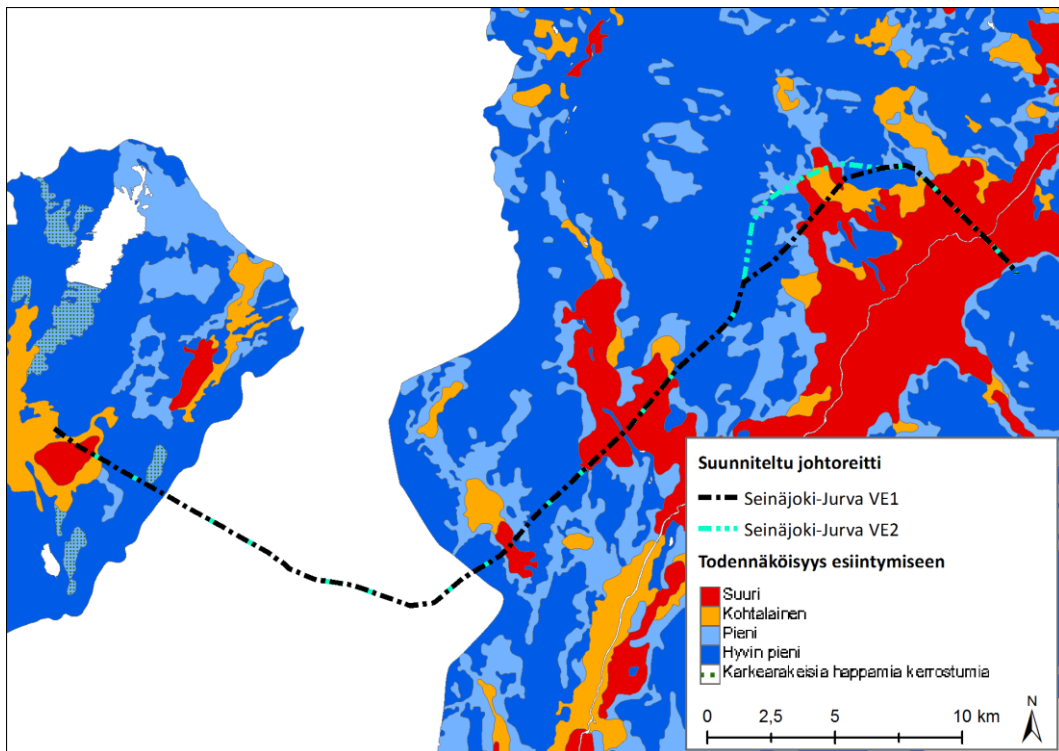 Suunniteltu johtoreitti
Seinäjoki-Jurva VE1
Seinäjoki-Jurva VE2
Todennäköisyys esiintymiseen
Suuri
Kohtalainen
Pieni
Hyvin pieni
Karkearakeisia happamia kerrostumia
N
0 2,5 5 10 km